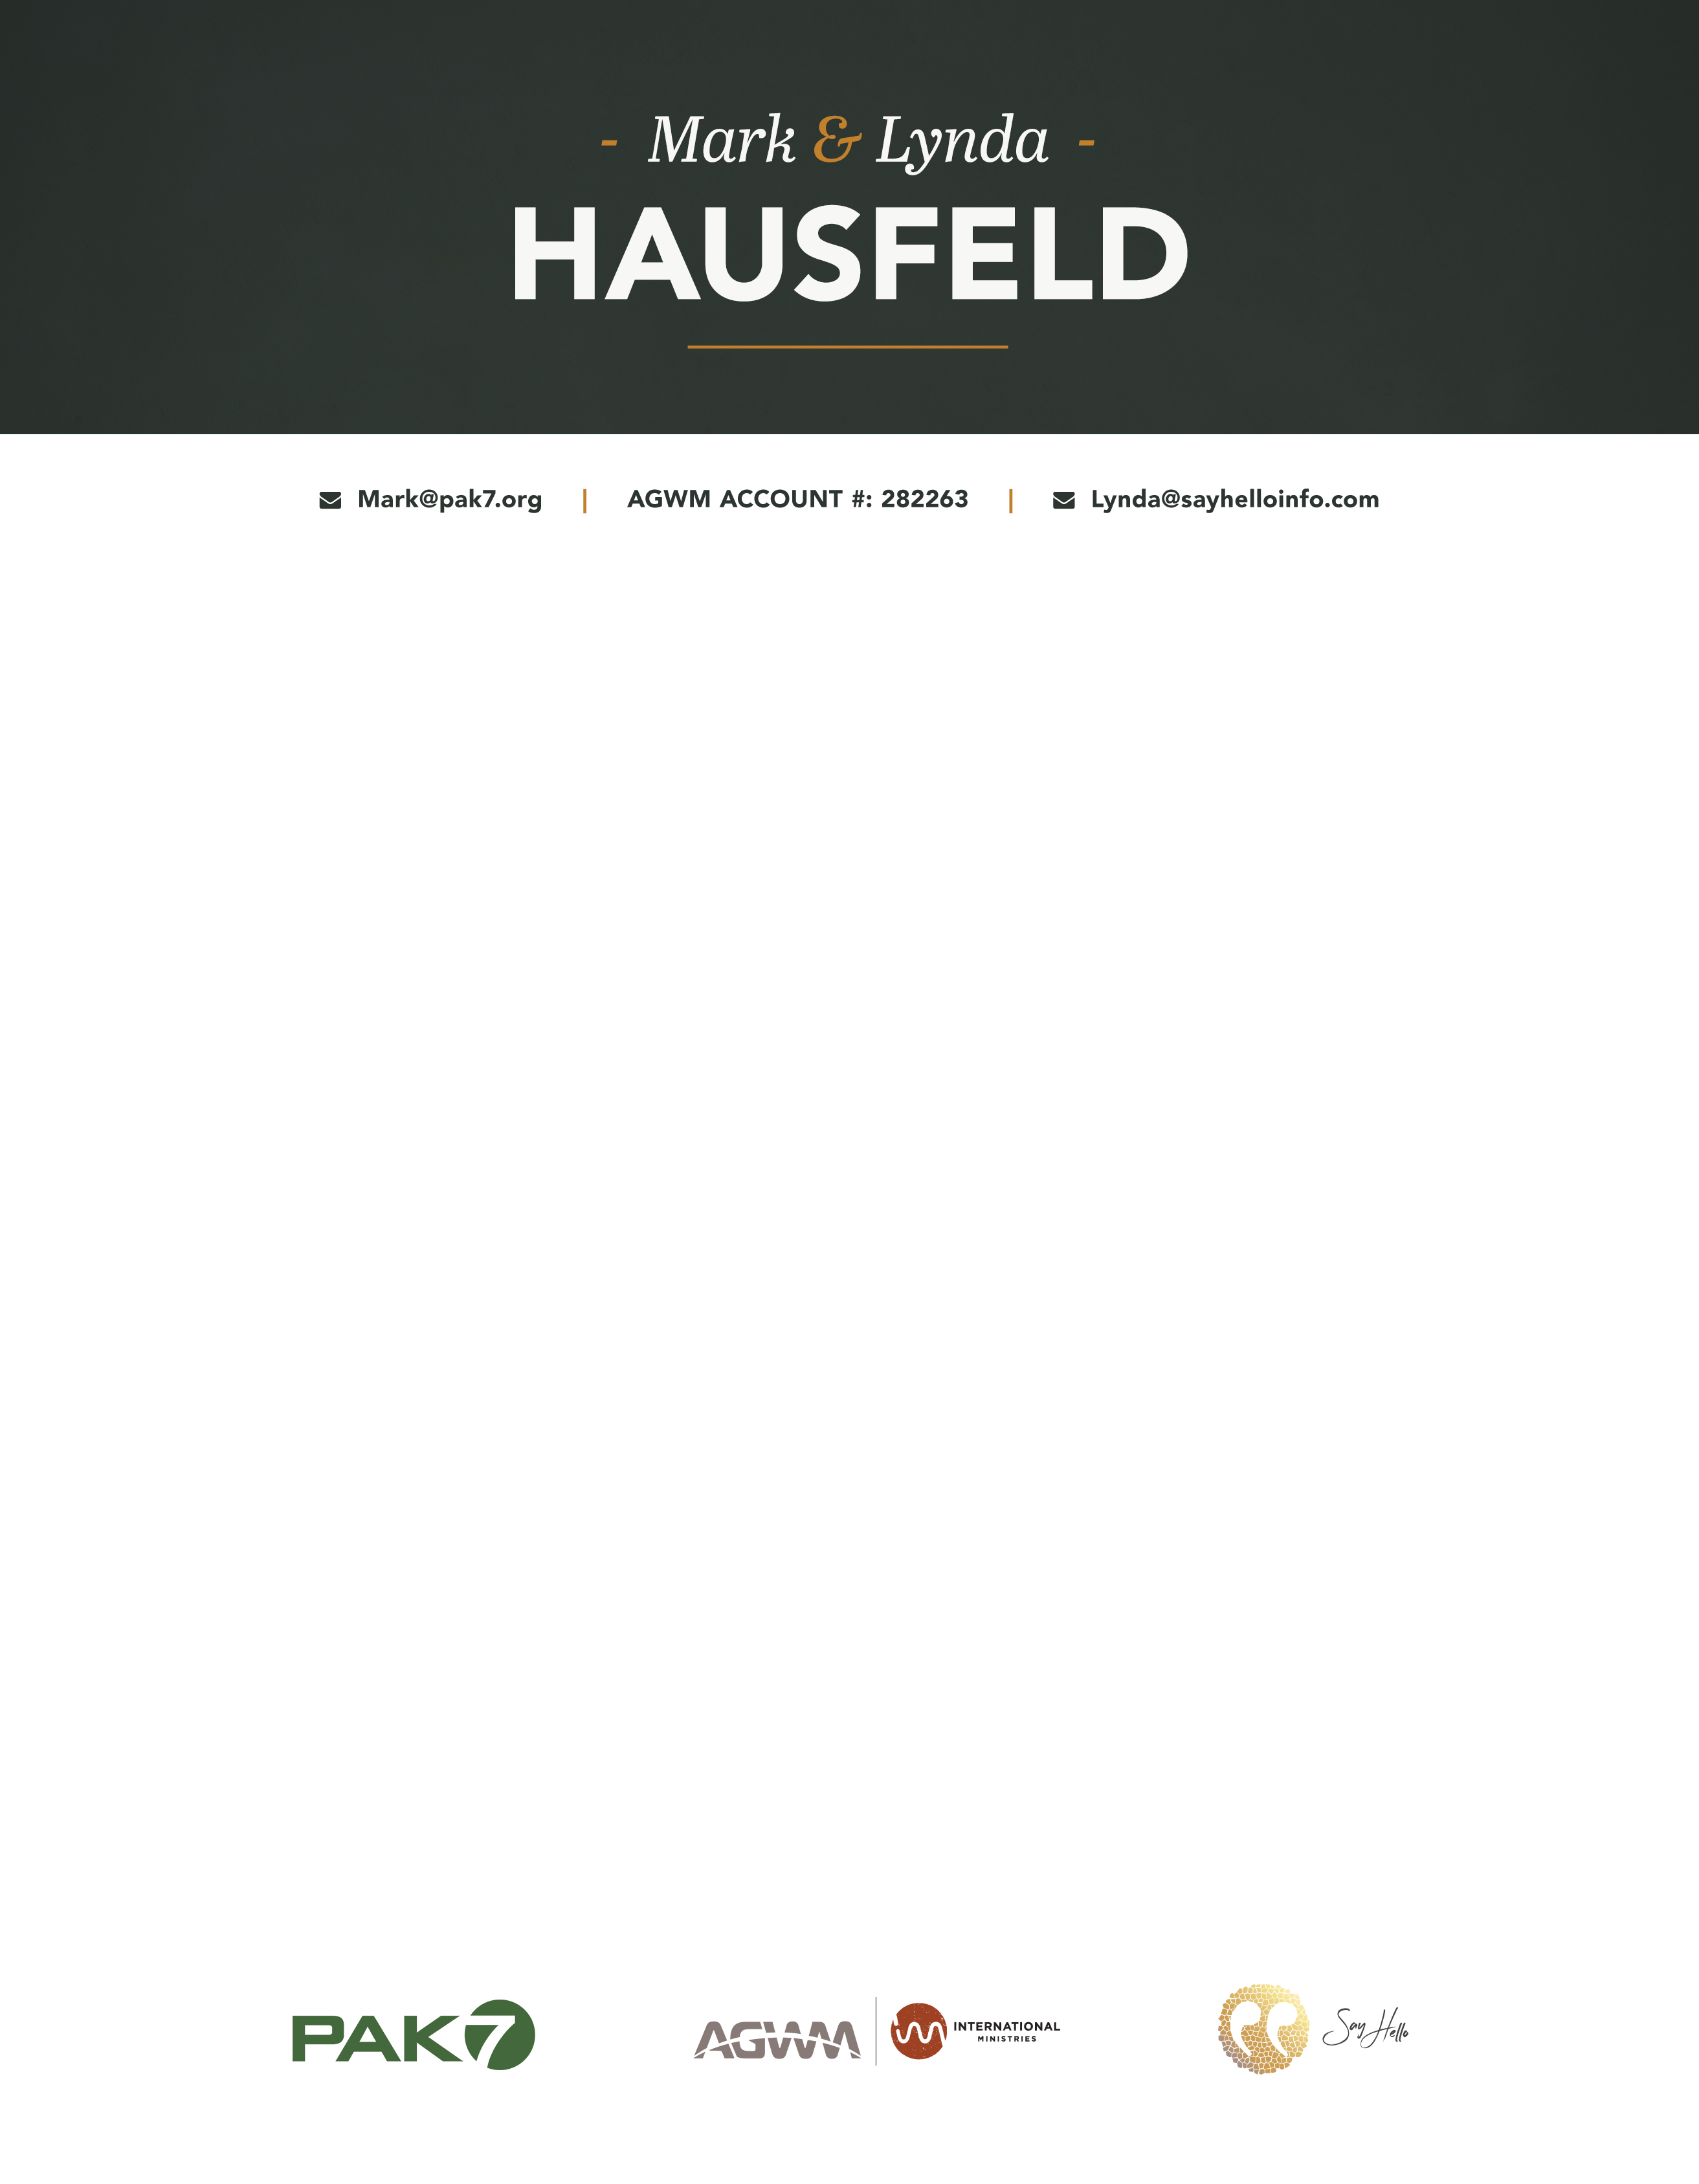 - Mark & Lynda -
HAUSFELD
Mark@pak7.org | AGWM ACCOUNT #: 282263 | Lynda@sayhelloinfo.com
PAK7
AGWM
INTERNATIONAL
MINISTRIES
Say Hello